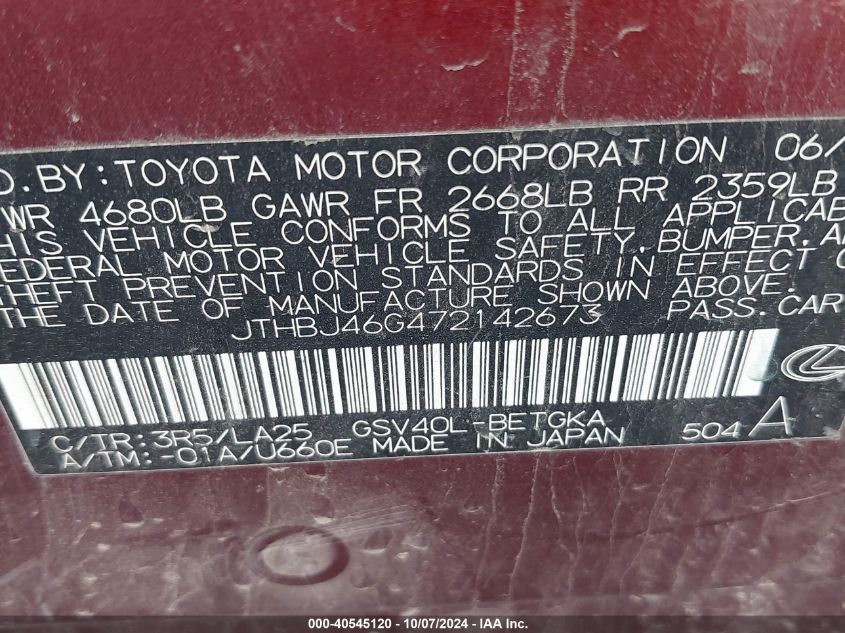 D.BY:TOYOTA MOTOR CORPORATION 06/
WR 4680LB GAWR FR 2668LB RR 2359LB
THIS VEHICLE CONFORMS TO ALL APPLICAB
EDERAL MOTOR VEHICLE SAFETY,BUMPER,AN
THEFT PREVENTION STANDARDS IN EFFECT O
THE DATE OF MANUFACTURE SHOWN ABOVE.
JTHBJ46G472142673 PASS.CAR
C/TR:3R5/LA25 GSV40L-BETGKA
A/TM:-01A/U660E MADE IN JAPAN 504A
000-40545120 - 10/07/2024 - © IAA Inc.